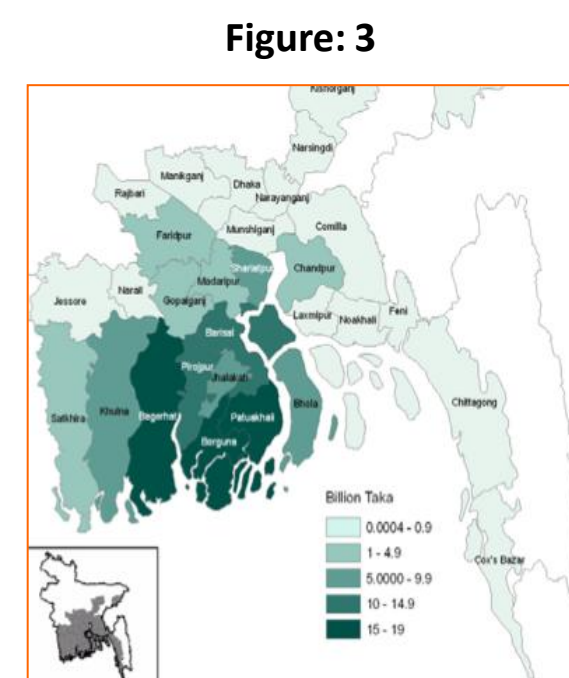 Figure: 3
Kishorganj
Narsingdi
Manikganj
Dhaka
Rajbari
Narayanganj
Munshiganj
Comilla
Faridpur
Shariatpur
Chandpur
Madaripur
Narail
Gopalganj
Jessore
Laxmipur
Noakhali
Feni
Barisal
Pirojpur
Jhalakati
Satkhira
Khulna
Bagerhat
Patuakhali
Bhola
Chittagong
Borguna
Billion Taka
0.0004 - 0.9
1 - 4.9
5.0000 - 9.9
10 - 14.9
15 - 19
Cox's Bazar